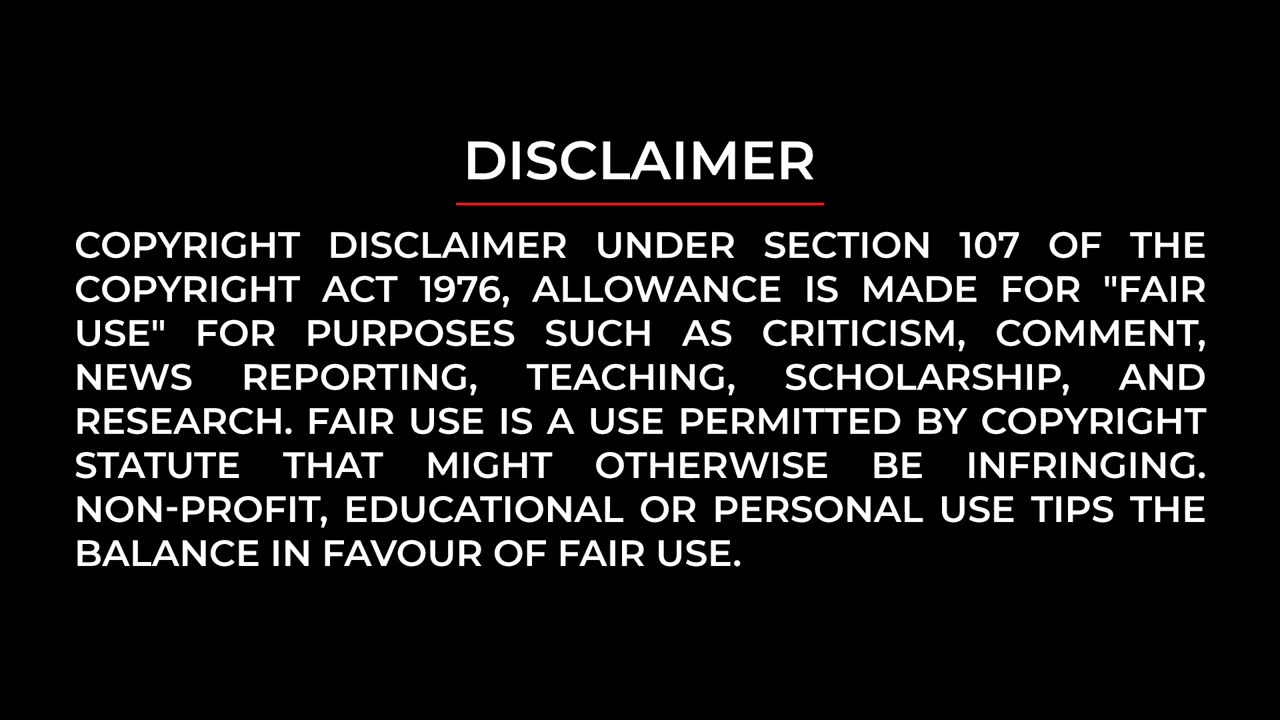 DISCLAIMER
COPYRIGHT DISCLAIMER UNDER SECTION 107 OF THE
COPYRIGHT ACT 1976, ALLOWANCE IS MADE FOR "FAIR
USE" FOR PURPOSES SUCH AS CRITICISM, COMMENT,
NEWS REPORTING, TEACHING, SCHOLARSHIP, AND
RESEARCH. FAIR USE IS A USE PERMITTED BY COPYRIGHT
STATUTE THAT MIGHT OTHERWISE BE INFRINGING.
NON-PROFIT, EDUCATIONAL OR PERSONAL USE TIPS THE
BALANCE IN FAVOUR OF FAIR USE.